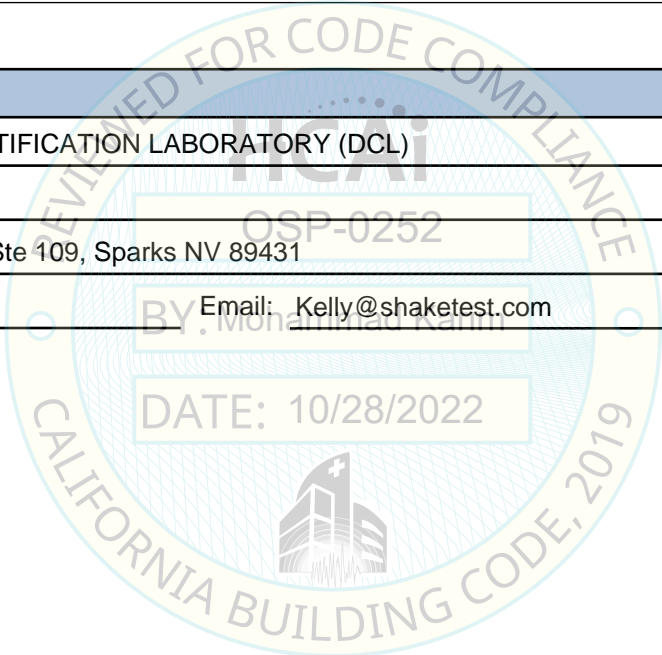 REVIEWED FOR CODE COMPLIANCE
HCAi
TIFICATION LABORATORY (DCL)
OSP-0252
Ste 109, Sparks NV 89431
Email: Kelly@shaketest.com
BY: Mohammad Karim
DATE: 10/28/2022
CALIFORNIA BUILDING CODE, 2019